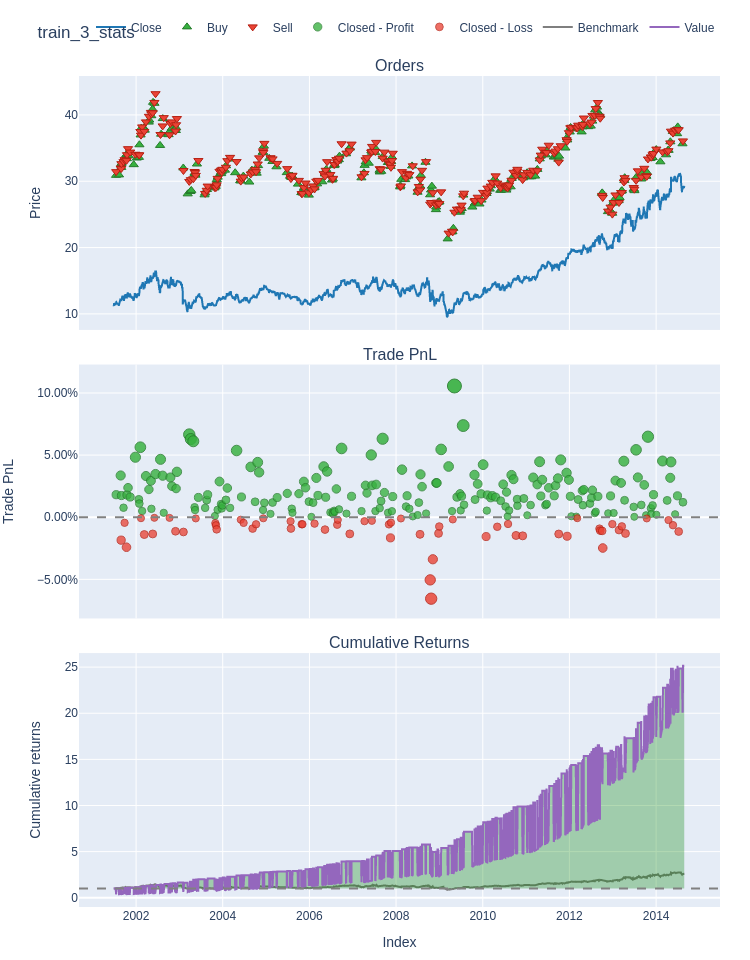 train_3_stats
Close Buy Sell Closed - Profit Closed - Loss Benchmark Value
Orders
40
30
20
10
Price
Trade PnL
10.00%
5.00%
0.00%
−5.00%
Trade PnL
Cumulative Returns
25
20
15
10
5
0
Cumulative returns
2002 2004 2006 2008 2010 2012 2014
Index